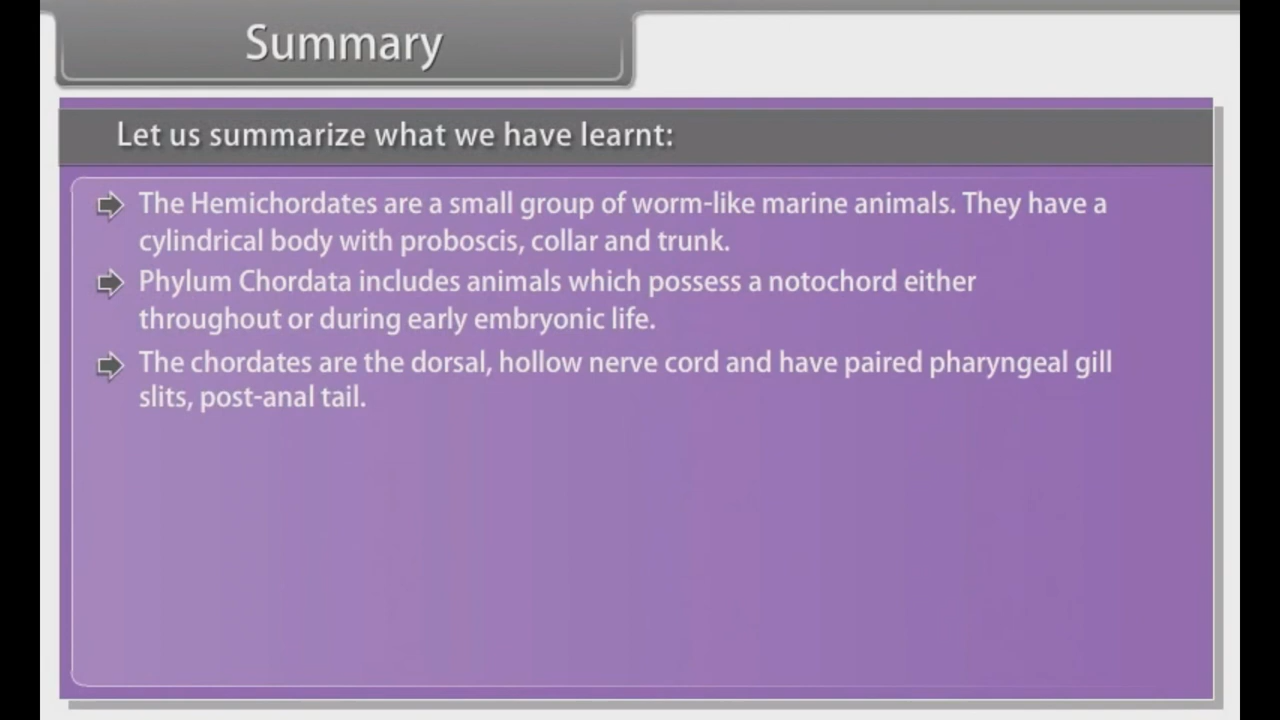 Summary
Let us summarize what we have learnt:
The Hemichordates are a small group of worm-like marine animals. They have a
cylindrical body with proboscis, collar and trunk.
Phylum Chordata includes animals which possess a notochord either
throughout or during early embryonic life.
The chordates are the dorsal, hollow nerve cord and have paired pharyngeal gill
slits, post-anal tail.